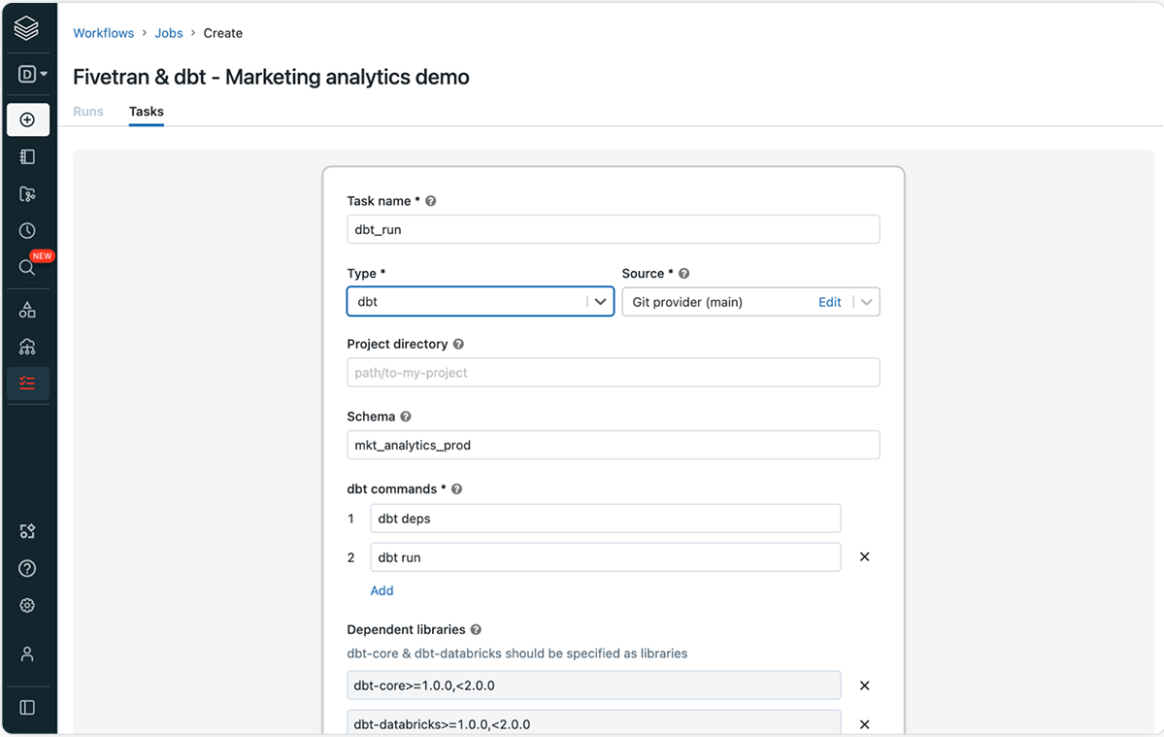 Workflows > Jobs > Create
Fivetran & dbt - Marketing analytics demo
Runs Tasks
D
NEW
Task name * ?
dbt_run
Type * Source * ?
dbt Git provider (main) Edit
Project directory ?
path/to-my-project
Schema ?
mkt_analytics_prod
dbt commands * ?
1 dbt deps
2 dbt run
Add
Dependent libraries ?
dbt-core & dbt-databricks should be specified as libraries
dbt-core>=1.0.0,<2.0.0
dbt-databricks>=1.0.0,<2.0.0